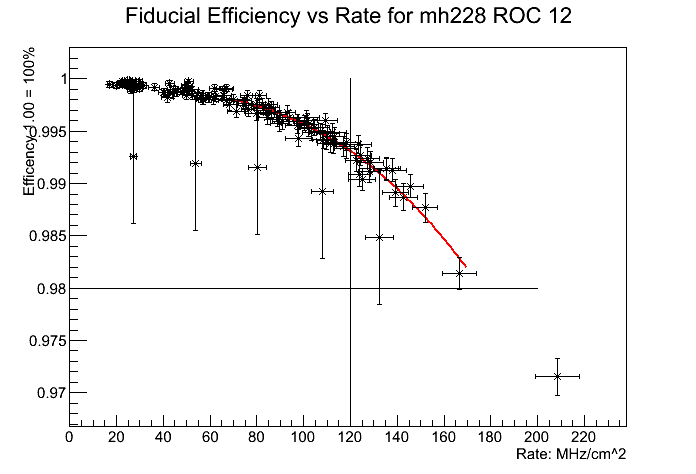 Fiducial Efficiency vs Rate for mh228 ROC 12
Efficency 1.00 = 100%
1
0.995
0.99
0.985
0.98
0.975
0.97
0 20 40 60 80 100 120 140 160 180 200 220
Rate: MHz/cm^2